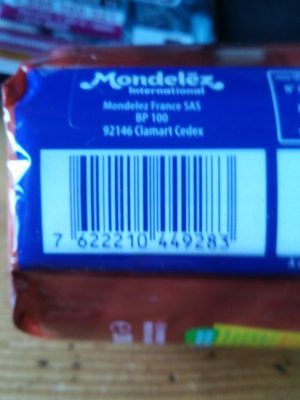 Mondelēz
International
Mondelez France SAS
BP 100
92146 Clamart Cedex
7 622210 449283